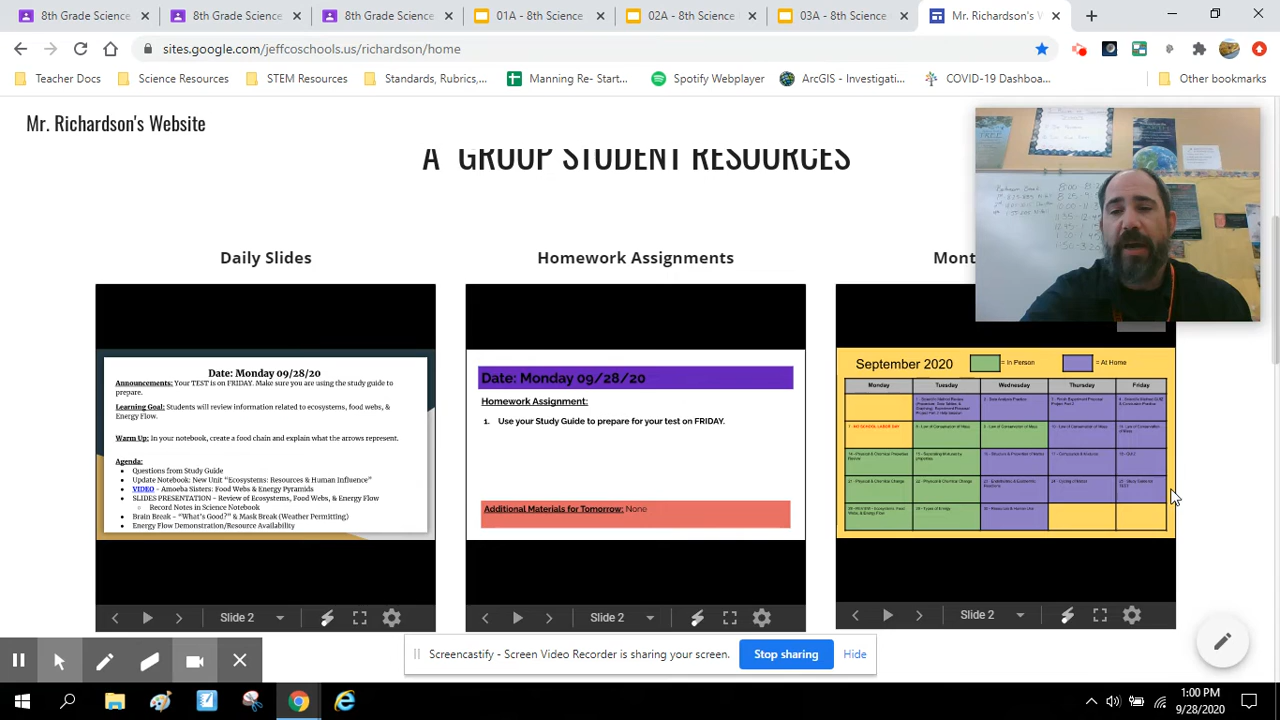 8th Grade
8th Grade
01A - 8th Scienc
02A - 8th Scienc
03A - 8th Scienc
Mr. Richardson's
sites.google.com/jeffcoschools.us/richardson/home
Teacher Docs
Science Resources
STEM Resources
Standards, Rubrics,...
Manning Re- Start...
Spotify Webplayer
ArcGIS - Investigati...
COVID-19 Dashboa...
Other bookmarks
Mr. Richardson's Website
A GROUP STUDENT RESOURCES
Daily Slides
Homework Assignments
Mont
Date: Monday 09/28/20
Announcements: Your TEST is on FRIDAY. Make sure you are using the study guide to
prepare.
Learning Goal: Students will review information related to ecosystems, food webs, &
Energy Flow.
Warm Up: In your notebook, create a food chain and explain what the arrows represent.
Agenda:
Questions from Study Guide
Update Notebook: New Unit "Ecosystems: Resources & Human Influence"
VIDEO - Amoeba Sisters: Food Webs & Energy Pyramids
SLIDES PRESENTATION - Review of Ecosystems, Food Webs, & Energy Flow
Record Notes in Science Notebook
Brain Break - "What's Good?" & Mask Break (Weather Permitting)
Energy Flow Demonstration/Resource Availability
Date: Monday 09/28/20
Homework Assignment:
1. Use your Study Guide to prepare for your test on FRIDAY.
Additional Materials for Tomorrow: None
September 2020
= In Person
= At Home
Monday
Tuesday
Wednesday
Thursday
Friday
7 - NO SCHOOL LABOR DAY
Slide 2
Slide 2
Slide 2
Screencastify - Screen Video Recorder is sharing your screen.
Stop sharing
Hide
1:00 PM
9/28/2020